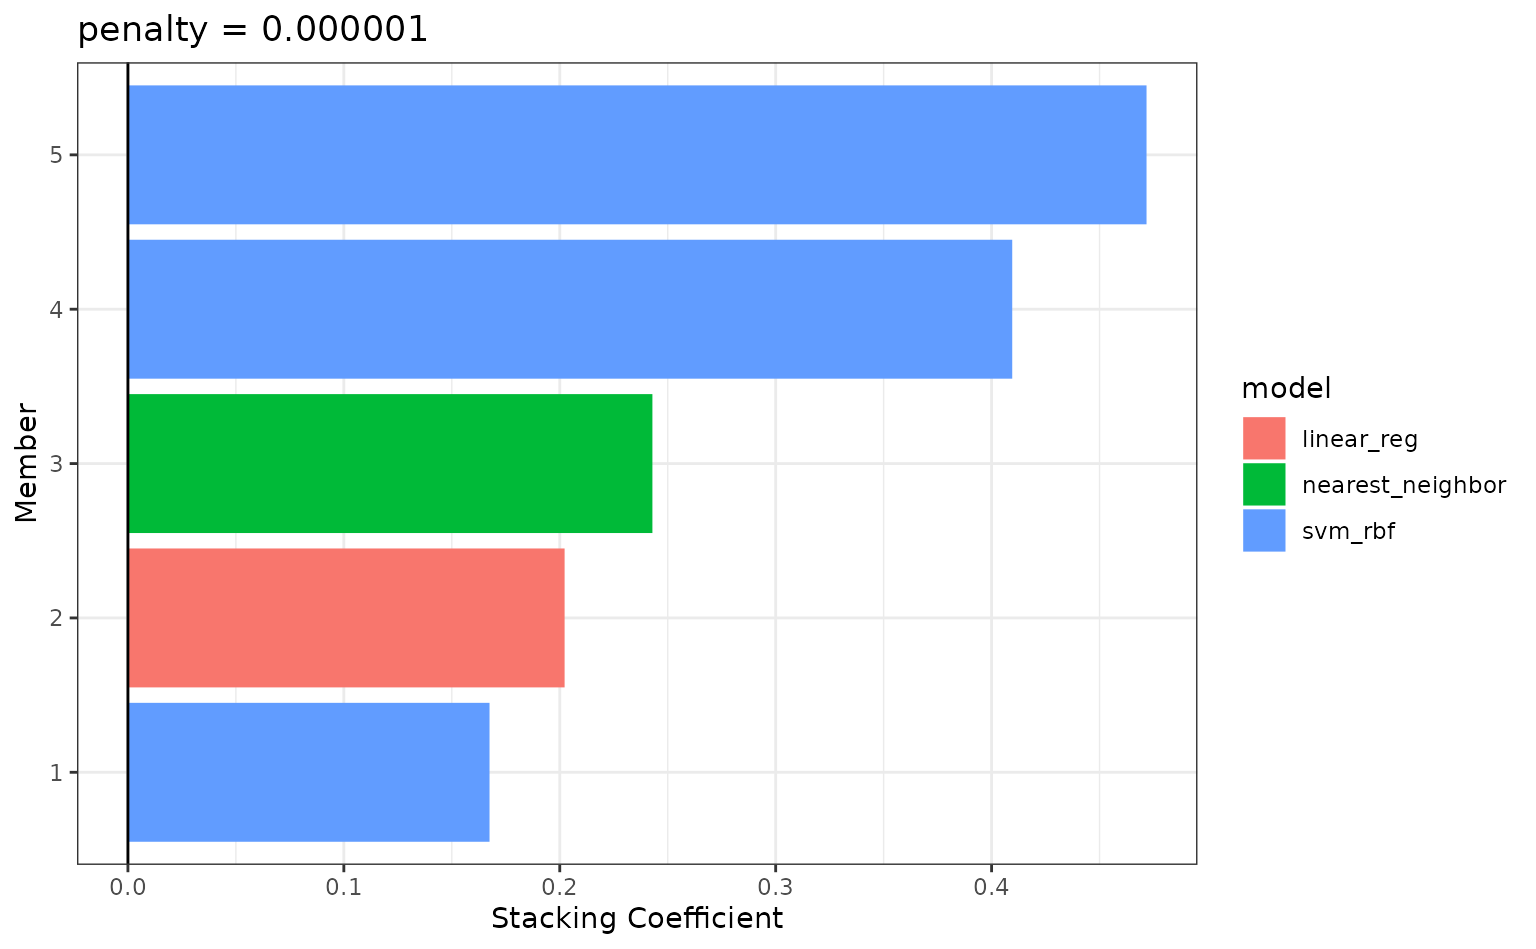 penalty = 0.000001
5
4
3
2
1
Member
0.0 0.1 0.2 0.3 0.4
Stacking Coefficient
model
linear_reg
nearest_neighbor
svm_rbf